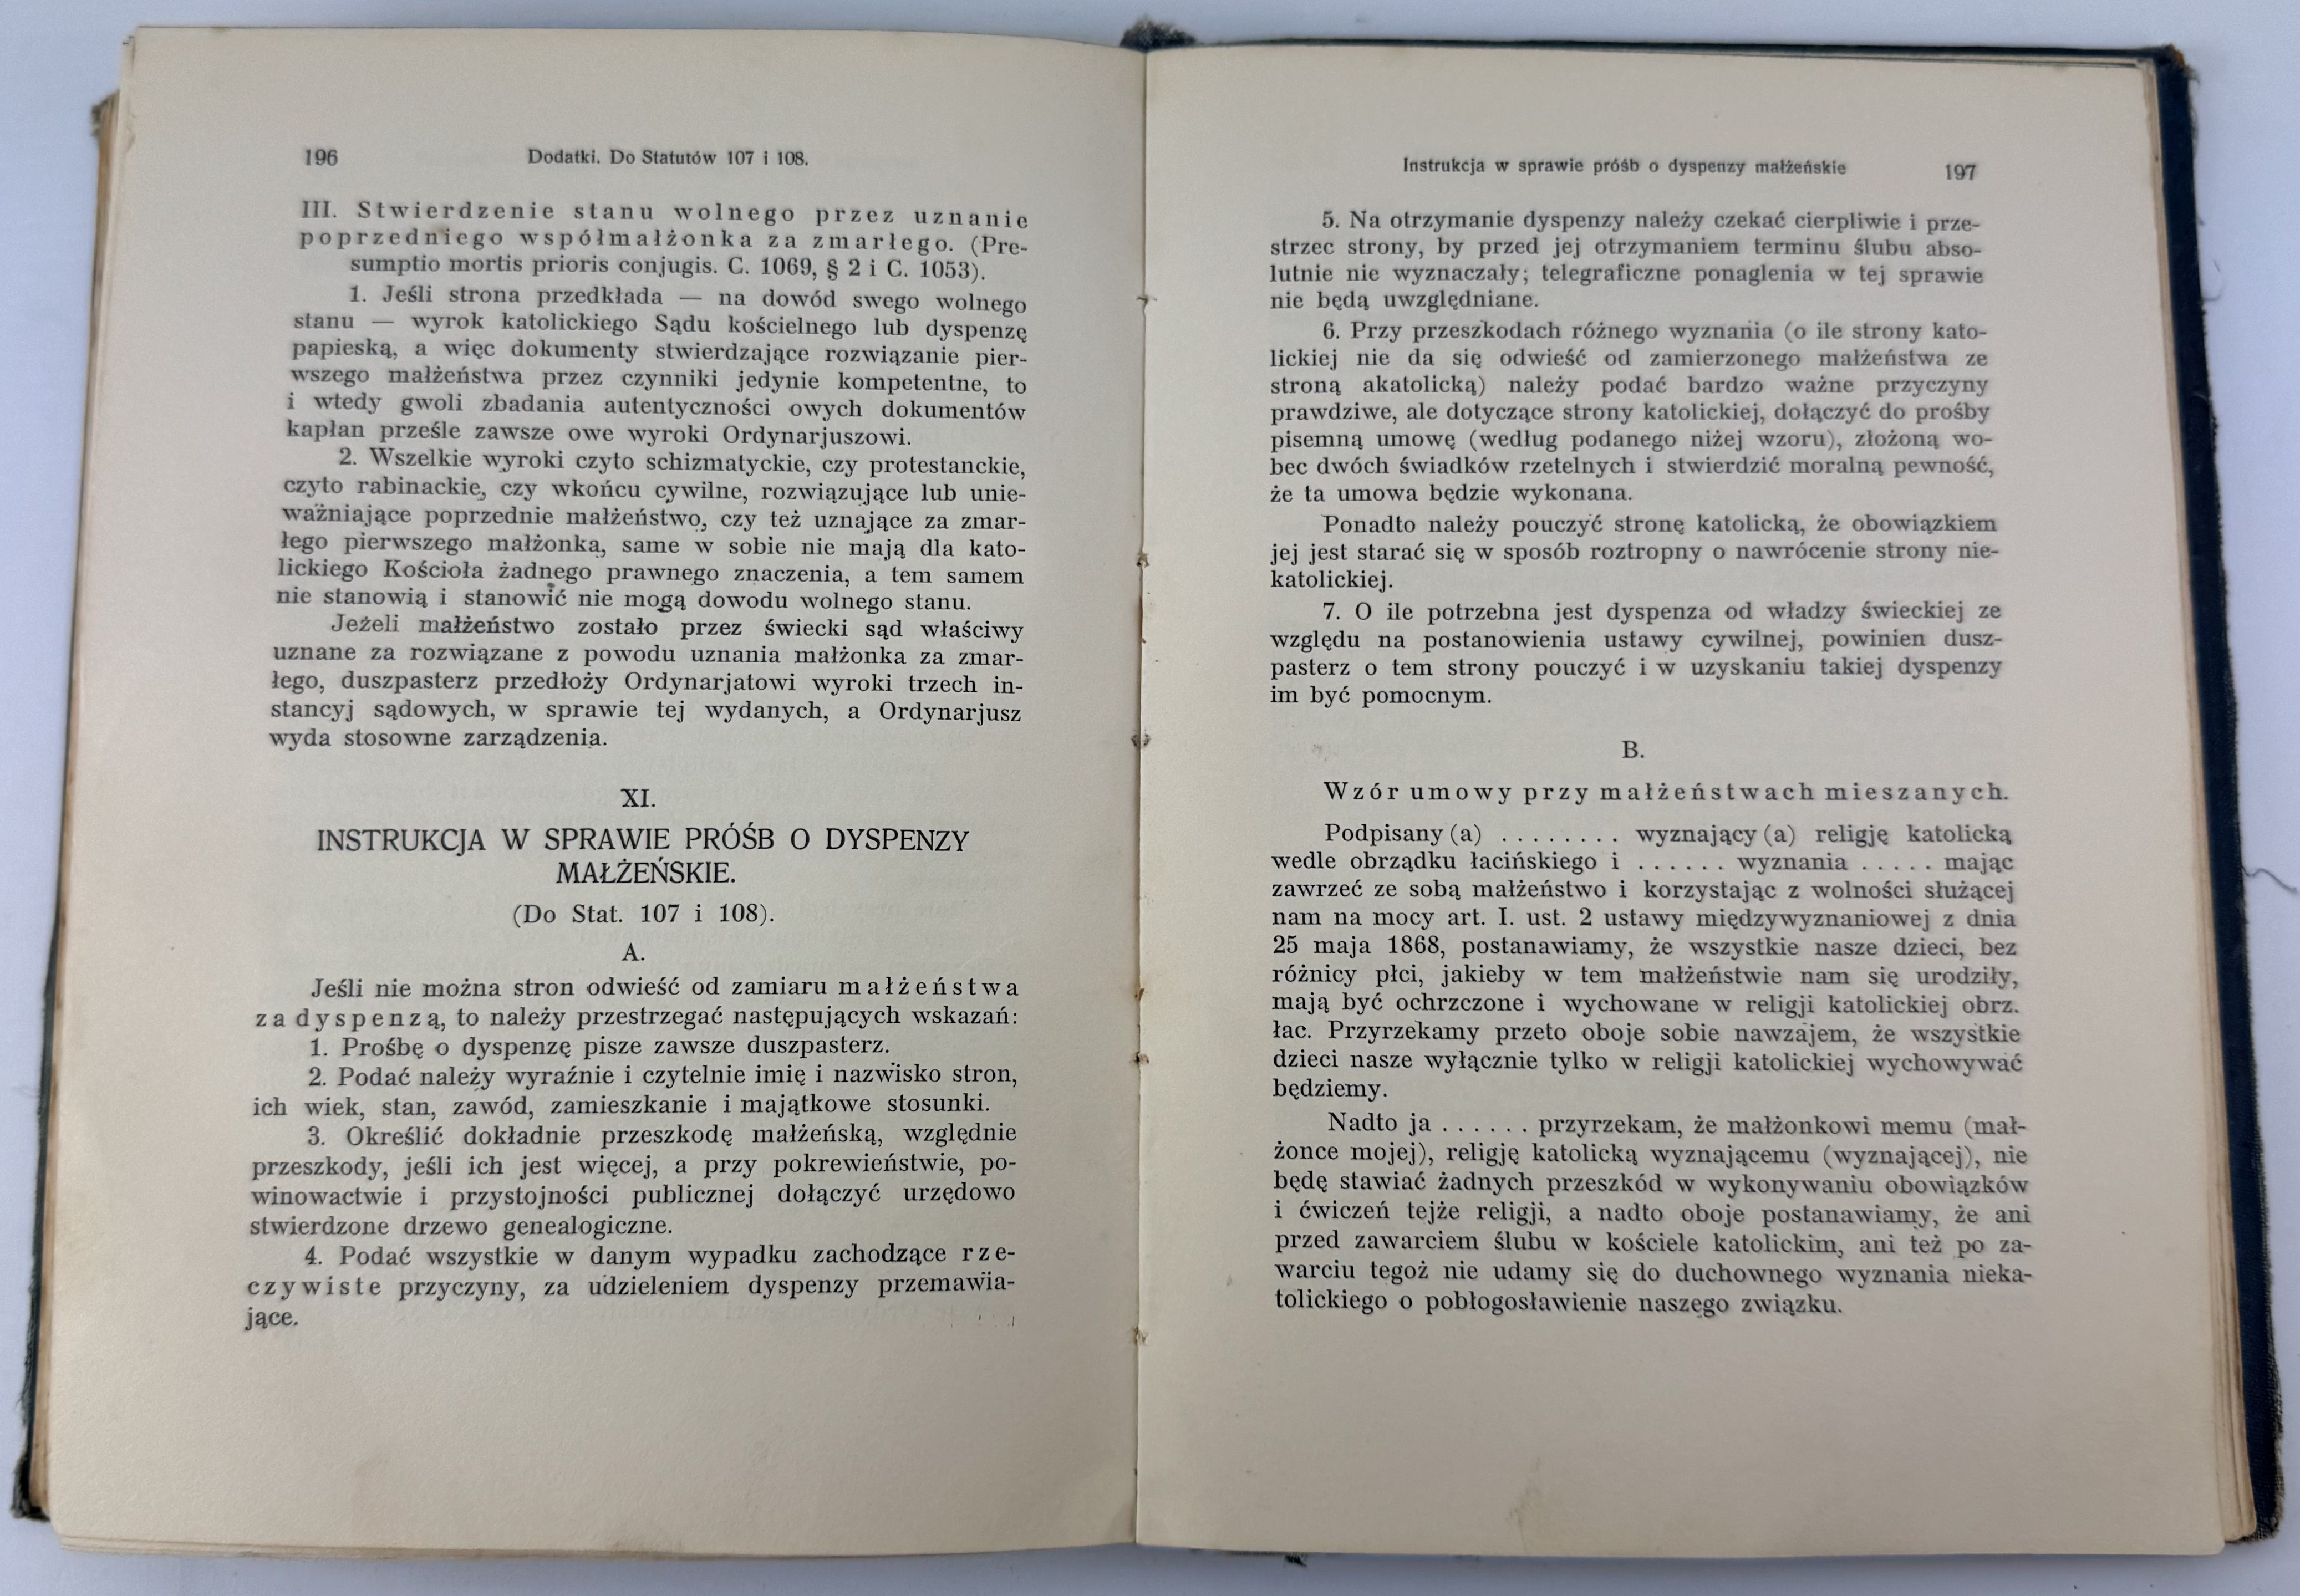 196
Dodatki. Do Statutów 107 i 108.
III. Stwierdzenie stanu wolnego przez uznanie
poprzedniego współmałżonka za zmarłego. (Pre-
sumptio mortis prioris conjugis. C. 1069, § 2 i C. 1053).
1. Jeśli strona przedkłada — na dowód swego wolnego
stanu — wyrok katolickiego Sądu kościelnego lub dyspenzę
papieską, a więc dokumenty stwierdzające rozwiązanie pier-
wszego małżeństwa przez czynniki jedynie kompetentne, to
i wtedy gwoli zbadania autentyczności owych dokumentów
kapłan prześle zawsze owe wyroki Ordynarjuszowi.
2. Wszelkie wyroki czyto schizmatyckie, czy protestanckie,
czyto rabinackie, czy wkońcu cywilne, rozwiązujące lub unie-
ważniające poprzednie małżeństwo, czy też uznające za zmar-
łego pierwszego małżonka, same w sobie nie mają dla kato-
lickiego Kościoła żadnego prawnego znaczenia, a tem samem
nie stanowią i stanowić nie mogą dowodu wolnego stanu.
Jeżeli małżeństwo zostało przez świecki sąd właściwy
uznane za rozwiązane z powodu uznania małżonka za zmar-
łego, duszpasterz przedłoży Ordynarjatowi wyroki trzech in-
stancyj sądowych, w sprawie tej wydanych, a Ordynarjusz
wyda stosowne zarządzenia.
XI.
INSTRUKCJA W SPRAWIE PRÓŚB O DYSPENZY
MAŁŻEŃSKIE.
(Do Stat. 107 i 108).
A.
Jeśli nie można stron odwieść od zamiaru małżeństwa
za dyspenzą, to należy przestrzegać następujących wskazań:
1. Prośbę o dyspenzę pisze zawsze duszpasterz.
2. Podać należy wyraźnie i czytelnie imię i nazwisko stron,
ich wiek, stan, zawód, zamieszkanie i majątkowe stosunki.
3. Określić dokładnie przeszkodę małżeńską, względnie
przeszkody, jeśli ich jest więcej, a przy pokrewieństwie, po-
winowactwie i przystojności publicznej dołączyć urzędowo
stwierdzone drzewo genealogiczne.
4. Podać wszystkie w danym wypadku zachodzące rze-
czywiste przyczyny, za udzieleniem dyspenzy przemawia-
jące.
Instrukcja w sprawie próśb o dyspenzy małżeńskie
197
5. Na otrzymanie dyspenzy należy czekać cierpliwie i prze-
strzec strony, by przed jej otrzymaniem terminu ślubu abso-
lutnie nie wyznaczały; telegraficzne ponaglenia w tej sprawie
nie będą uwzględniane.
6. Przy przeszkodach różnego wyznania (o ile strony kato-
lickiej nie da się odwieść od zamierzonego małżeństwa ze
stroną akatolicką) należy podać bardzo ważne przyczyny
prawdziwe, ale dotyczące strony katolickiej, dołączyć do prośby
pisemną umowę (według podanego niżej wzoru), złożoną wo-
bec dwóch świadków rzetelnych i stwierdzić moralną pewność,
że ta umowa będzie wykonana.
Ponadto należy pouczyć stronę katolicką, że obowiązkiem
jej jest starać się w sposób roztropny o nawrócenie strony nie-
katolickiej.
7. O ile potrzebna jest dyspenza od władzy świeckiej ze
względu na postanowienia ustawy cywilnej, powinien dusz-
pasterz o tem strony pouczyć i w uzyskaniu takiej dyspenzy
im być pomocnym.
B.
Wzór umowy przy małżeństwach mieszanych.
Podpisany (a) ........ wyznający (a) religję katolicką
wedle obrządku łacińskiego i ...... wyznania ..... mając
zawrzeć ze sobą małżeństwo i korzystając z wolności służącej
nam na mocy art. I. ust. 2 ustawy międzywyznaniowej z dnia
25 maja 1868, postanawiamy, że wszystkie nasze dzieci, bez
różnicy płci, jakieby w tem małżeństwie nam się urodziły,
mają być ochrzczone i wychowane w religji katolickiej obrz.
łac. Przyrzekamy przeto oboje sobie nawzajem, że wszystkie
dzieci nasze wyłącznie tylko w religji katolickiej wychowywać
będziemy.
Nadto ja ...... przyrzekam, że małżonkowi memu (mał-
żonce mojej), religję katolicką wyznającemu (wyznającej), nie
będę stawiać żadnych przeszkód w wykonywaniu obowiązków
i ćwiczeń tejże religji, a nadto oboje postanawiamy, że ani
przed zawarciem ślubu w kościele katolickim, ani też po za-
warciu tegoż nie udamy się do duchownego wyznania nieka-
tolickiego o pobłogosławienie naszego związku.